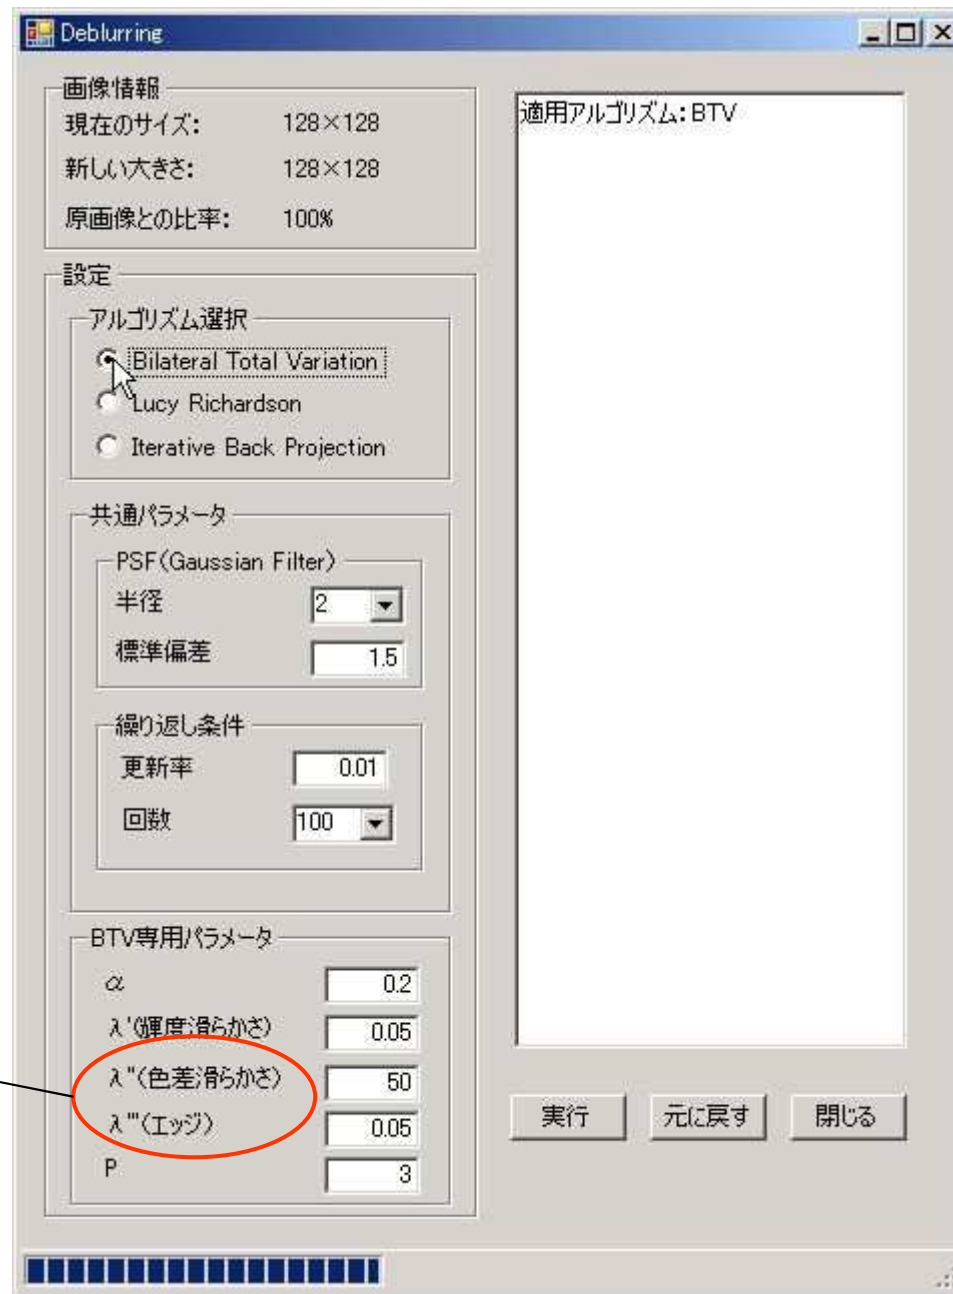 Deblurring
画像情報
現在のサイズ: 128×128
新しい大きさ: 128×128
原画像との比率: 100%
設定
アルゴリズム選択
Bilateral Total Variation
Lucy Richardson
Iterative Back Projection
共通パラメータ
PSF(Gaussian Filter)
半径 2
標準偏差 1.5
繰り返し条件
更新率 0.01
回数 100
BTV専用パラメータ
α 0.2
λ'(輝度滑らかさ) 0.05
λ''(色差滑らかさ) 50
λ'''(エッジ) 0.05
P 3
適用アルゴリズム:BTV
実行 元に戻す 閉じる